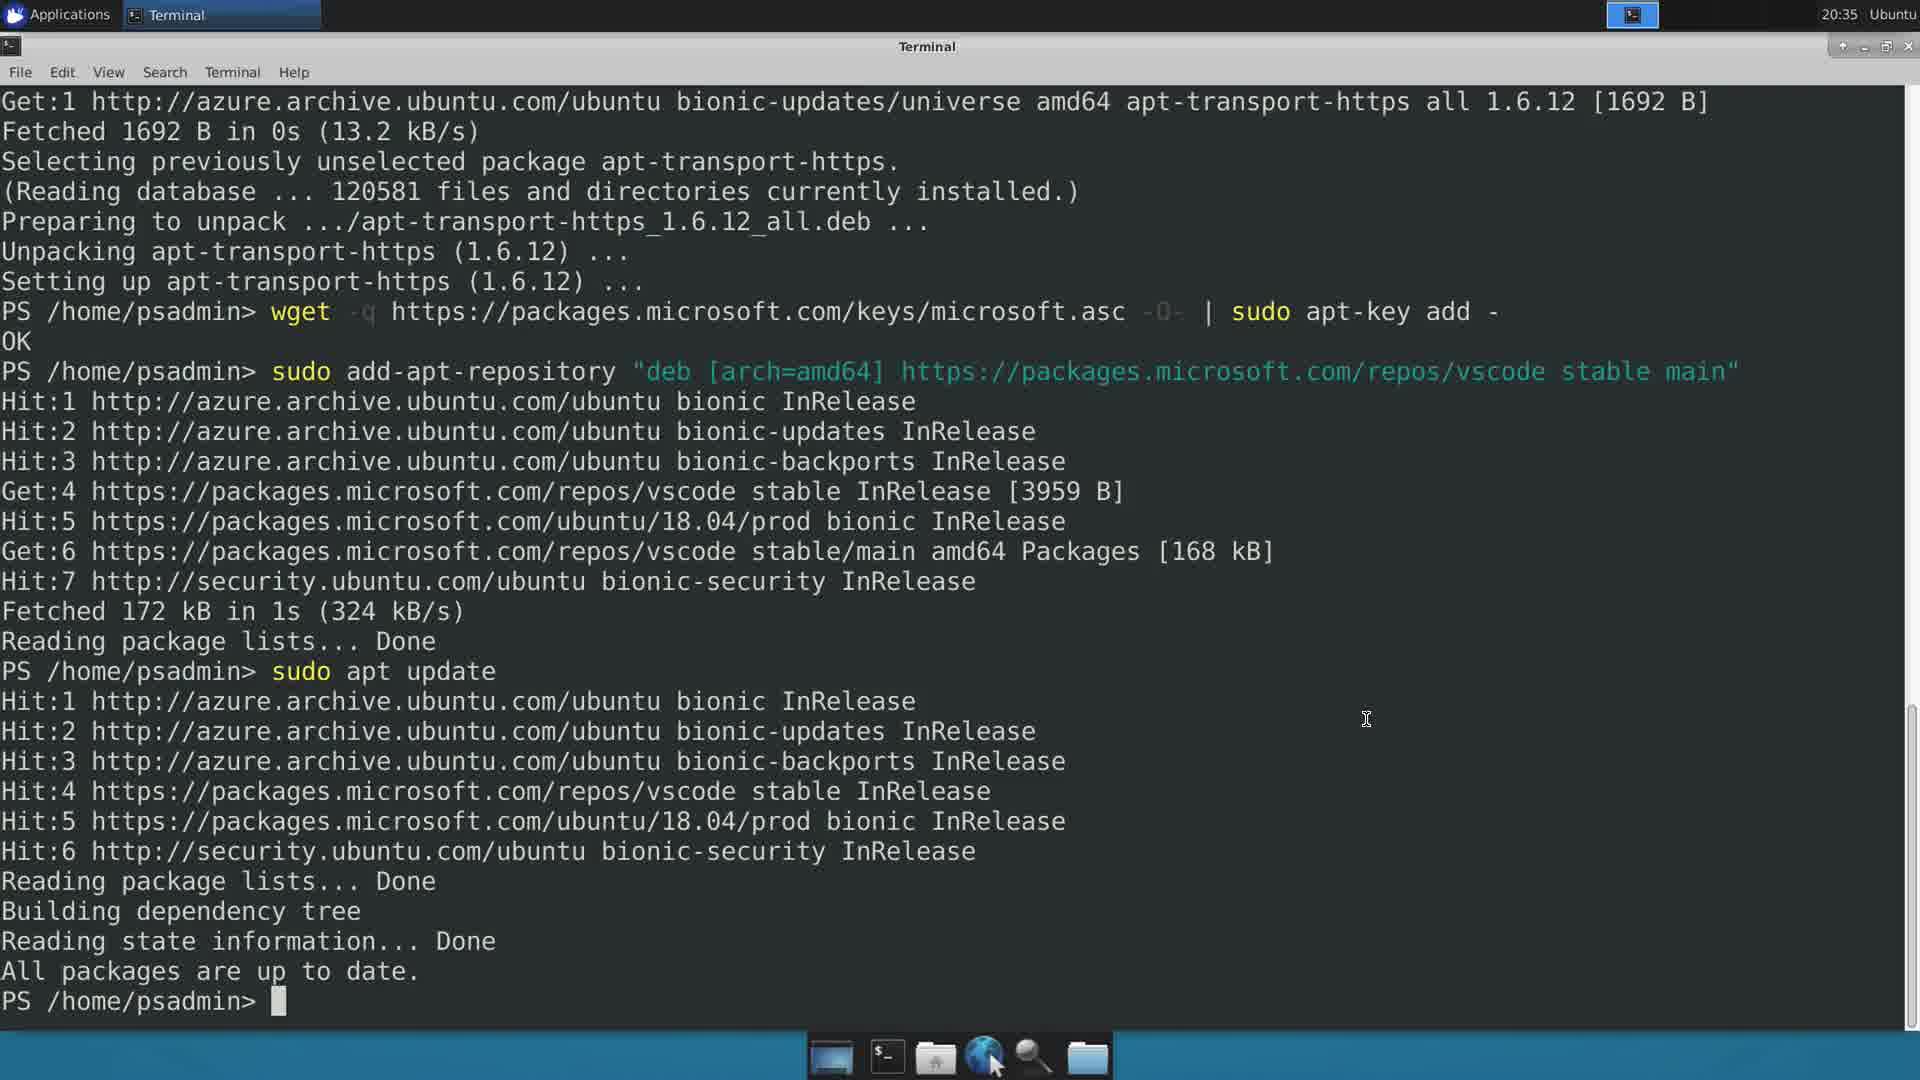 Applications Terminal 20:35 Ubuntu
Terminal
File Edit View Search Terminal Help
Get:1 http://azure.archive.ubuntu.com/ubuntu bionic-updates/universe amd64 apt-transport-https all 1.6.12 [1692 B]
Fetched 1692 B in 0s (13.2 kB/s)
Selecting previously unselected package apt-transport-https.
(Reading database ... 120581 files and directories currently installed.)
Preparing to unpack .../apt-transport-https_1.6.12_all.deb ...
Unpacking apt-transport-https (1.6.12) ...
Setting up apt-transport-https (1.6.12) ...
PS /home/psadmin> wget -q https://packages.microsoft.com/keys/microsoft.asc -O- | sudo apt-key add -
OK
PS /home/psadmin> sudo add-apt-repository "deb [arch=amd64] https://packages.microsoft.com/repos/vscode stable main"
Hit:1 http://azure.archive.ubuntu.com/ubuntu bionic InRelease
Hit:2 http://azure.archive.ubuntu.com/ubuntu bionic-updates InRelease
Hit:3 http://azure.archive.ubuntu.com/ubuntu bionic-backports InRelease
Get:4 https://packages.microsoft.com/repos/vscode stable InRelease [3959 B]
Hit:5 https://packages.microsoft.com/ubuntu/18.04/prod bionic InRelease
Get:6 https://packages.microsoft.com/repos/vscode stable/main amd64 Packages [168 kB]
Hit:7 http://security.ubuntu.com/ubuntu bionic-security InRelease
Fetched 172 kB in 1s (324 kB/s)
Reading package lists... Done
PS /home/psadmin> sudo apt update
Hit:1 http://azure.archive.ubuntu.com/ubuntu bionic InRelease
Hit:2 http://azure.archive.ubuntu.com/ubuntu bionic-updates InRelease
Hit:3 http://azure.archive.ubuntu.com/ubuntu bionic-backports InRelease
Hit:4 https://packages.microsoft.com/repos/vscode stable InRelease
Hit:5 https://packages.microsoft.com/ubuntu/18.04/prod bionic InRelease
Hit:6 http://security.ubuntu.com/ubuntu bionic-security InRelease
Reading package lists... Done
Building dependency tree
Reading state information... Done
All packages are up to date.
PS /home/psadmin>